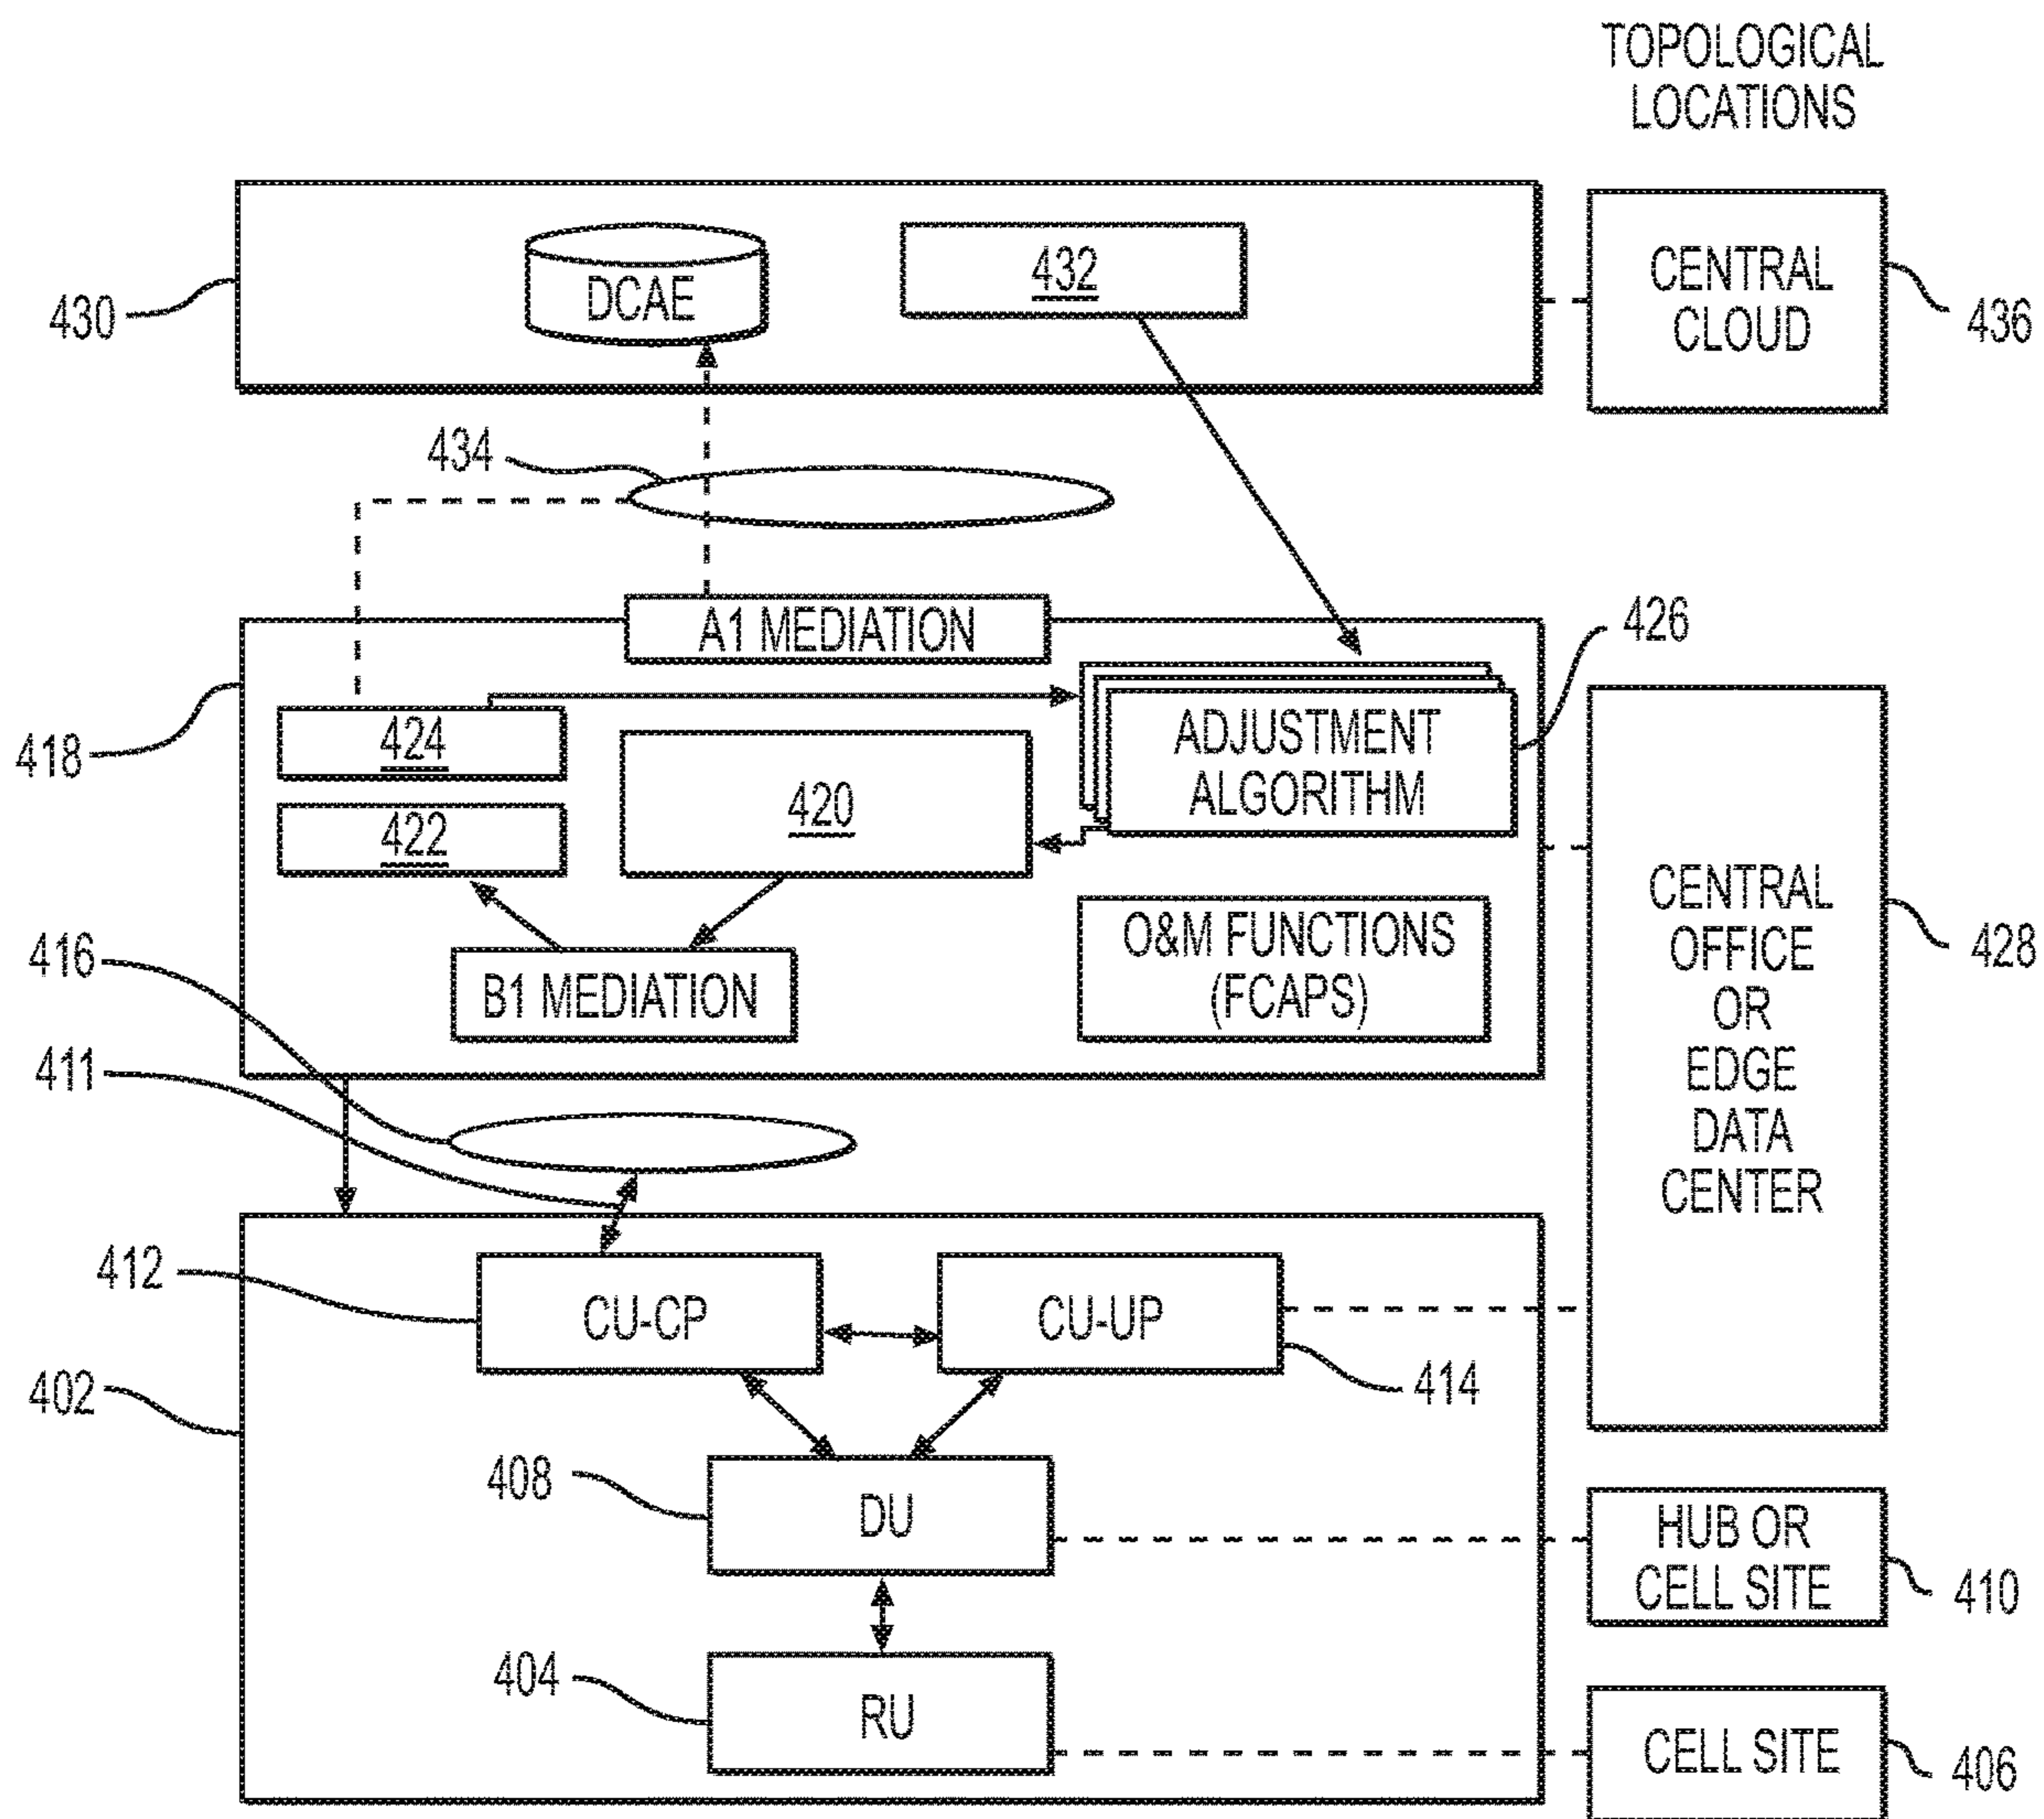 TOPOLOGICAL
LOCATIONS
430
DCAE
432
CENTRAL
CLOUD
436
434
A1 MEDIATION
426
418
424
ADJUSTMENT
ALGORITHM
420
422
CENTRAL
OFFICE
OR
EDGE
DATA
CENTER
428
O&M FUNCTIONS
(FCAPS)
416
B1 MEDIATION
411
412
CU-CP
CU-UP
414
402
408
DU
HUB OR
CELL SITE
410
404
RU
CELL SITE
406